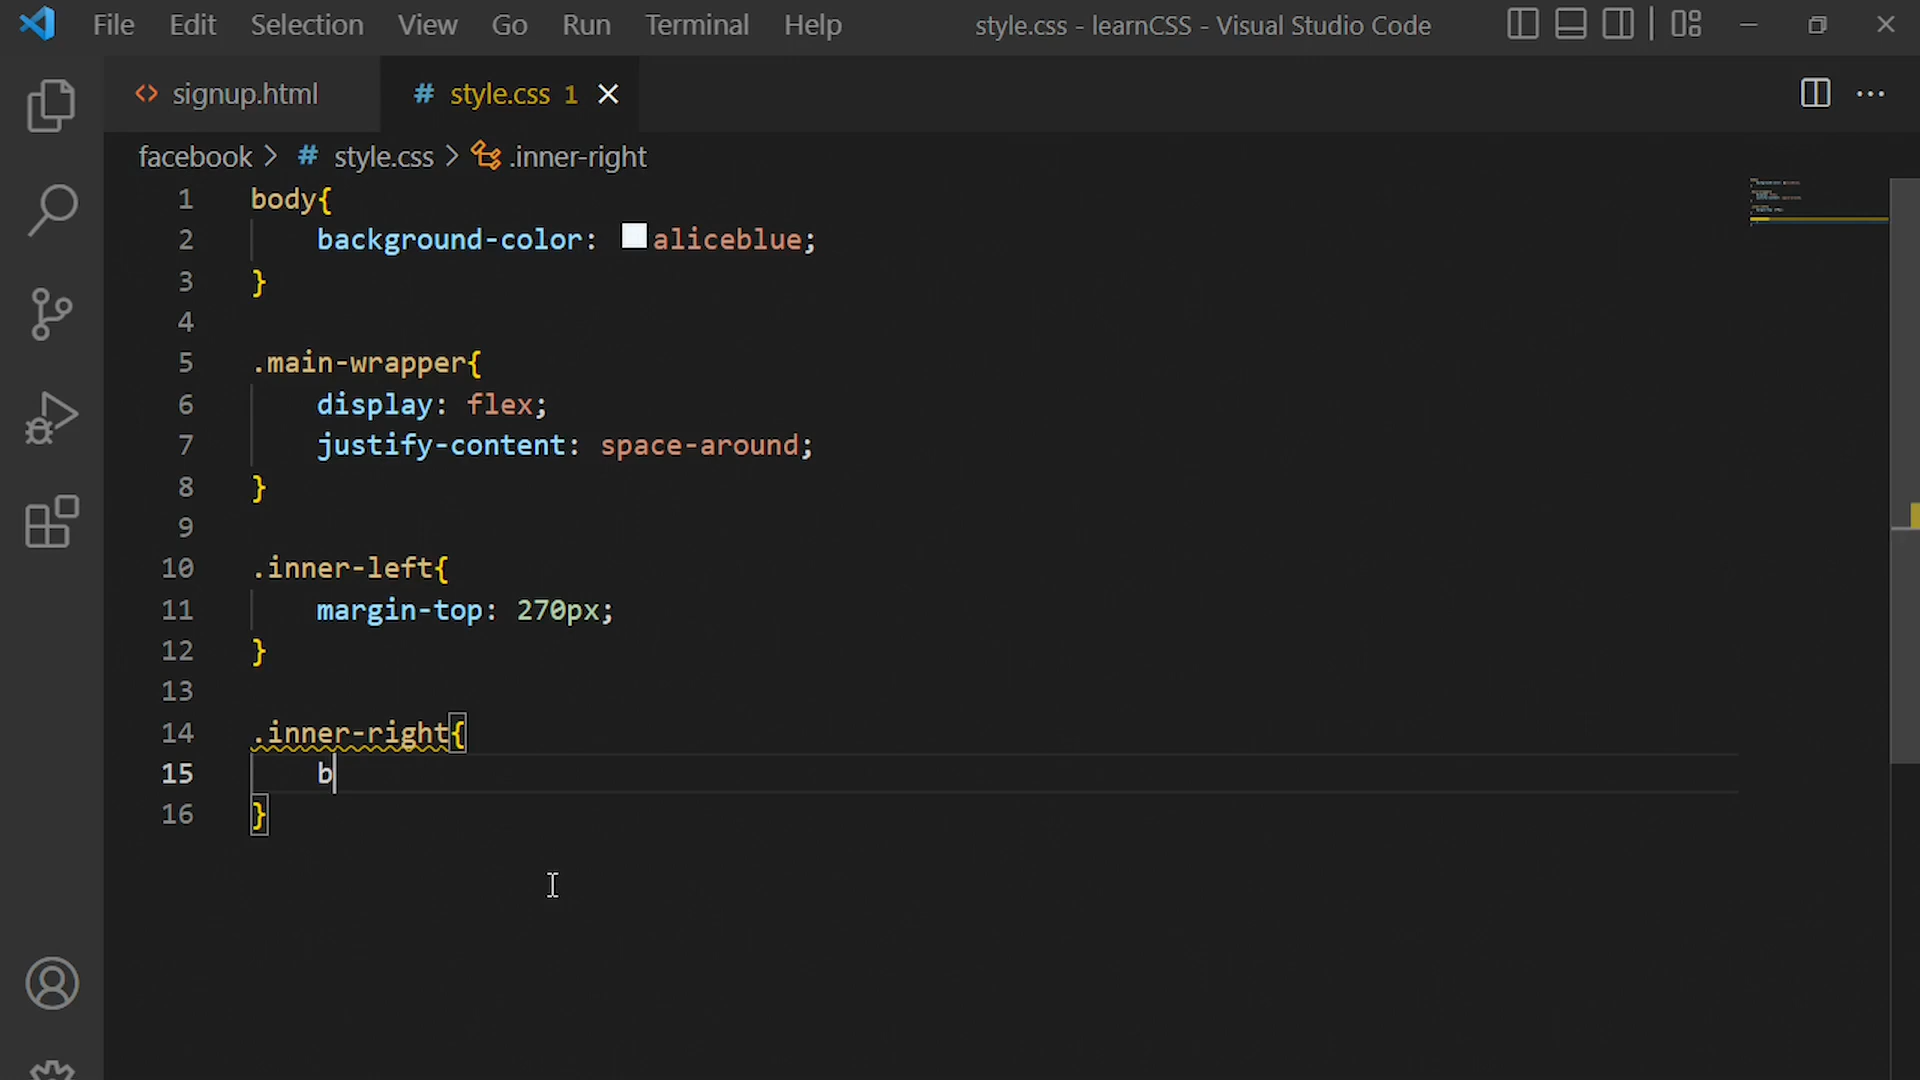 File Edit Selection View Go Run Terminal Help style.css - learnCSS - Visual Studio Code
<> signup.html # style.css 1
facebook > # style.css > .inner-right
1 body{
2 background-color: aliceblue;
3 }
4
5 .main-wrapper{
6 display: flex;
7 justify-content: space-around;
8 }
9
10 .inner-left{
11 margin-top: 270px;
12 }
13
14 .inner-right{
15 b
16 }